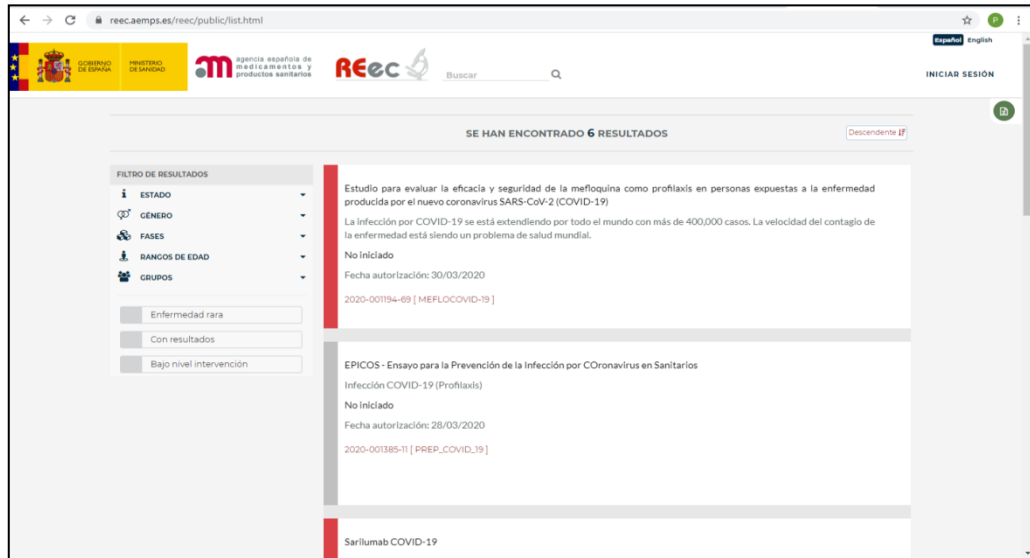 reec.aemps.es/reec/public/list.html
P
Español English
GOBIERNO
DE ESPAÑA
MINISTERIO
DE SANIDAD
agencia española de
medicamentos y
productos sanitarios
REec
Buscar
INICIAR SESIÓN
SE HAN ENCONTRADO 6 RESULTADOS
Descendente
FILTRO DE RESULTADOS
ESTADO
GÉNERO
FASES
RANGOS DE EDAD
GRUPOS
Enfermedad rara
Con resultados
Bajo nivel intervención
Estudio para evaluar la eficacia y seguridad de la mefloquina como profilaxis en personas expuestas a la enfermedad
producida por el nuevo coronavirus SARS-CoV-2 (COVID-19)
La infección por COVID-19 se está extendiendo por todo el mundo con más de 400,000 casos. La velocidad del contagio de
la enfermedad está siendo un problema de salud mundial.
No iniciado
Fecha autorización: 30/03/2020
2020-001194-69 [ MEFLOCOVID-19 ]
EPICOS - Ensayo para la Prevención de la Infección por COronavirus en Sanitarios
Infección COVID-19 (Profilaxis)
No iniciado
Fecha autorización: 28/03/2020
2020-001385-11 [ PREP_COVID_19 ]
Sarilumab COVID-19